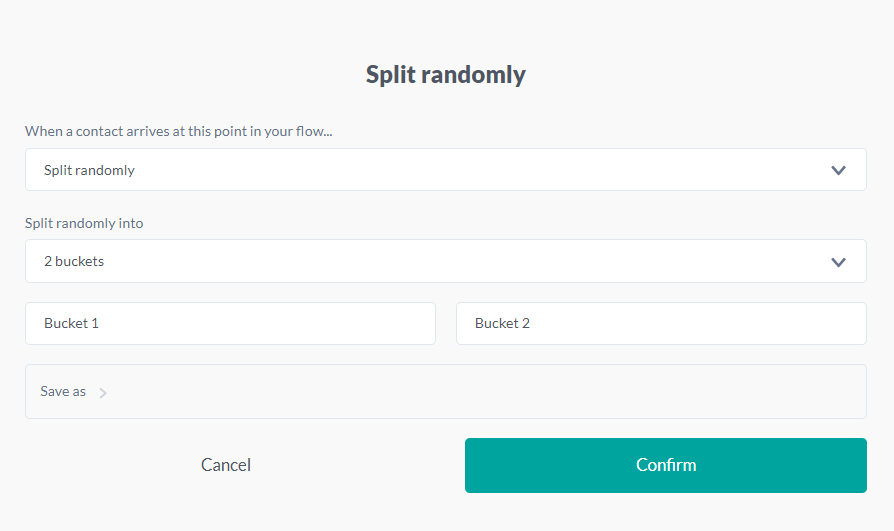 Split randomly
When a contact arrives at this point in your flow...
Split randomly
Split randomly into
2 buckets
Bucket 1
Bucket 2
Save as
Cancel
Confirm